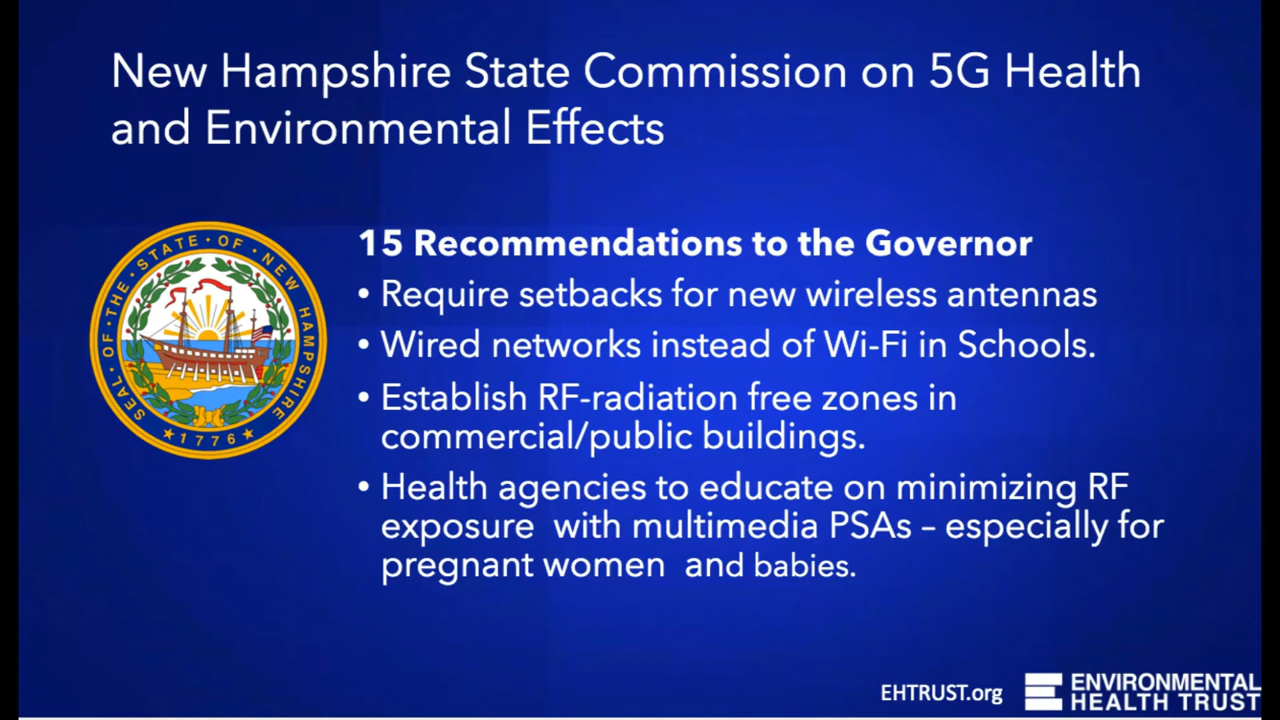 New Hampshire State Commission on 5G Health
and Environmental Effects
SEAL · OF · THE · STATE · OF · NEW HAMPSHIRE
★ 1776 ★
15 Recommendations to the Governor
• Require setbacks for new wireless antennas
• Wired networks instead of Wi-Fi in Schools.
• Establish RF-radiation free zones in
commercial/public buildings.
• Health agencies to educate on minimizing RF
exposure with multimedia PSAs – especially for
pregnant women and babies.
EHTRUST.org
ENVIRONMENTAL
HEALTH TRUST